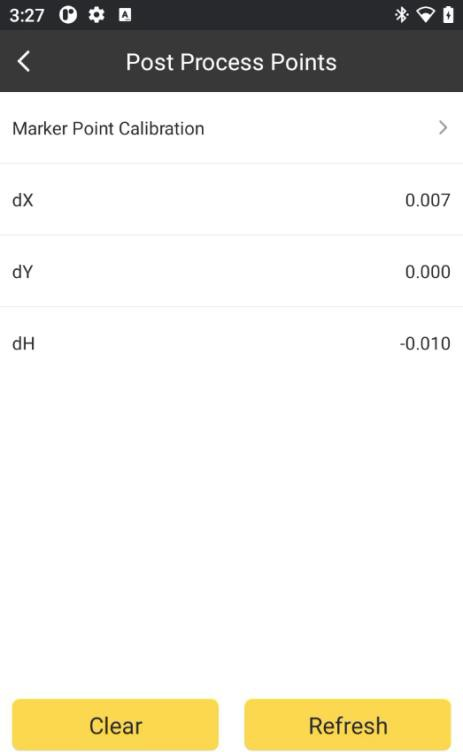 3:27
Post Process Points
Marker Point Calibration
dX 0.007
dY 0.000
dH -0.010
Clear Refresh